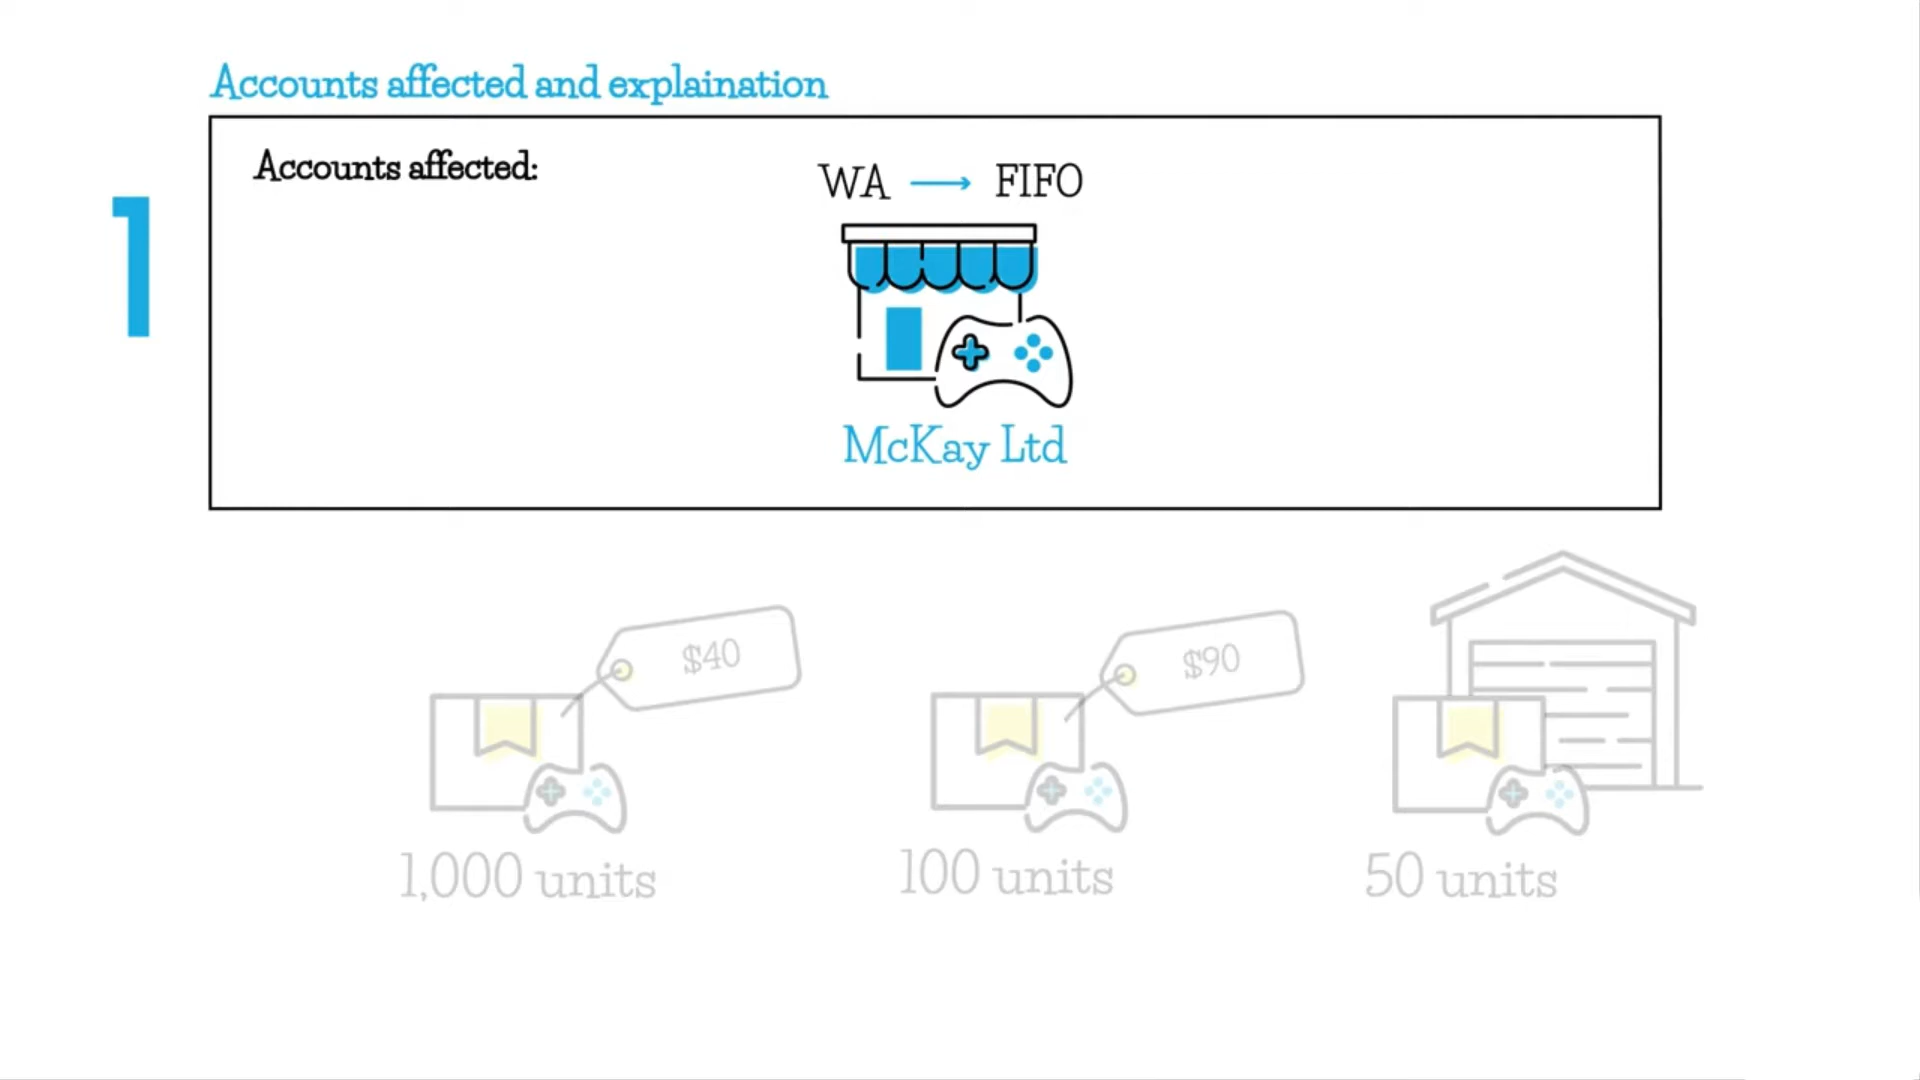 Accounts affected and explaination
Accounts affected:
WA → FIFO
1
McKay Ltd
$40
$90
1,000 units
100 units
50 units